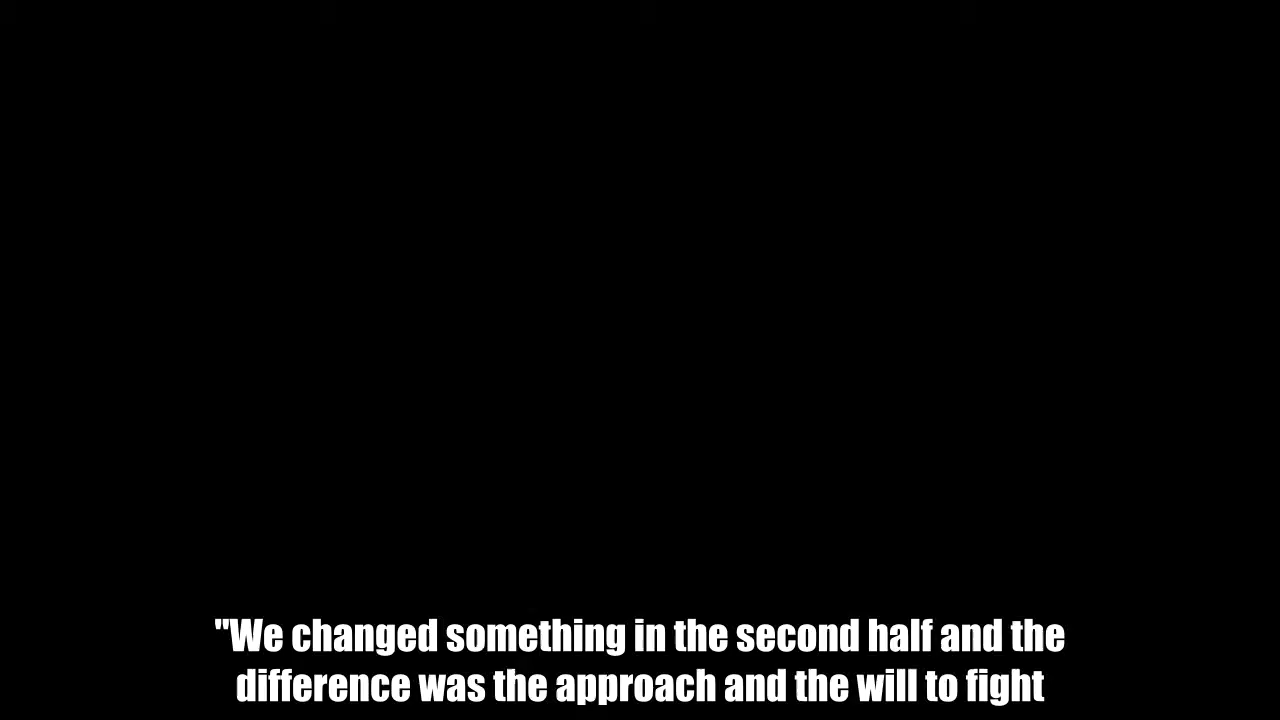 "We changed something in the second half and the
difference was the approach and the will to fight